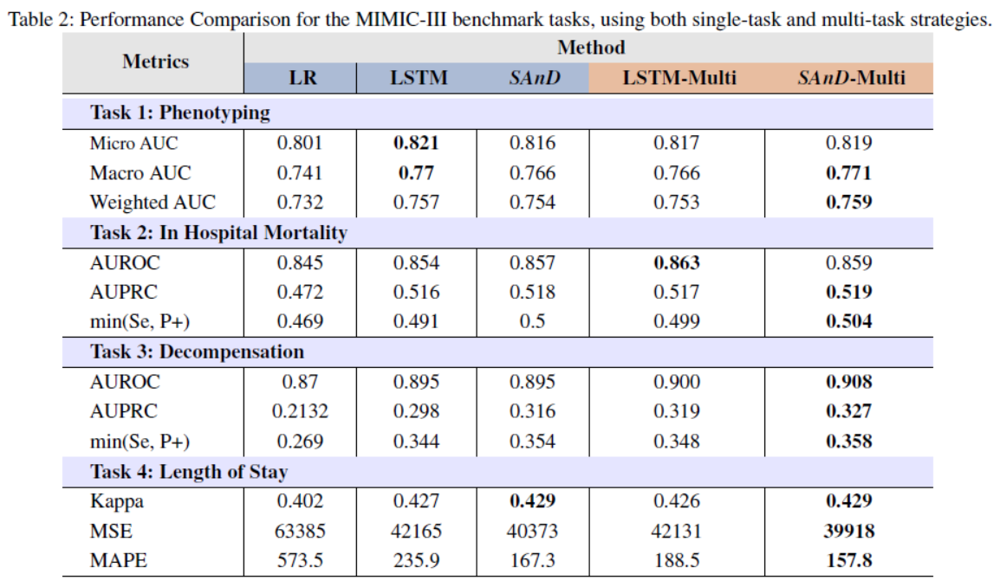 Table 2: Performance Comparison for the MIMIC-III benchmark tasks, using both single-task and multi-task strategies.
Metrics Method
LR LSTM SAnD LSTM-Multi SAnD-Multi
Task 1: Phenotyping
Micro AUC 0.801 0.821 0.816 0.817 0.819
Macro AUC 0.741 0.77 0.766 0.766 0.771
Weighted AUC 0.732 0.757 0.754 0.753 0.759
Task 2: In Hospital Mortality
AUROC 0.845 0.854 0.857 0.863 0.859
AUPRC 0.472 0.516 0.518 0.517 0.519
min(Se, P+) 0.469 0.491 0.5 0.499 0.504
Task 3: Decompensation
AUROC 0.87 0.895 0.895 0.900 0.908
AUPRC 0.2132 0.298 0.316 0.319 0.327
min(Se, P+) 0.269 0.344 0.354 0.348 0.358
Task 4: Length of Stay
Kappa 0.402 0.427 0.429 0.426 0.429
MSE 63385 42165 40373 42131 39918
MAPE 573.5 235.9 167.3 188.5 157.8